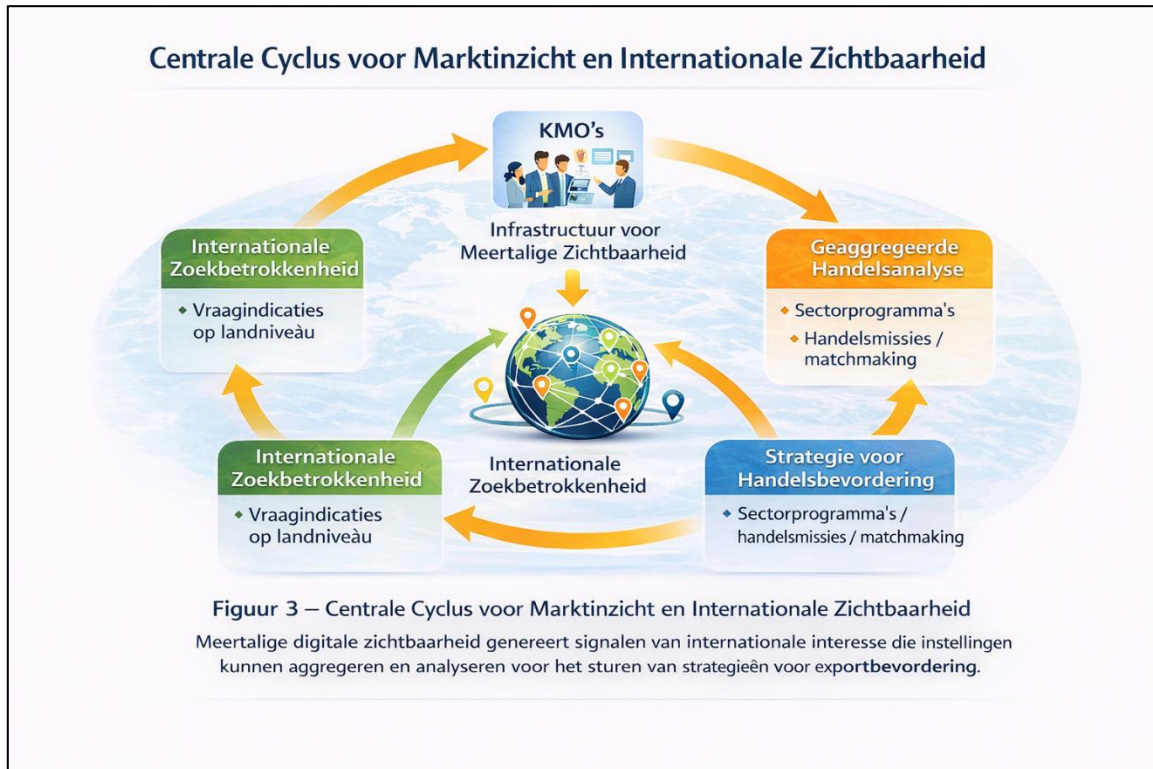 Centrale Cyclus voor Marktinzicht en Internationale Zichtbaarheid
KMO's
Infrastructuur voor
Meertalige Zichtbaarheid
Internationale
Zoekbetrokkenheid
◆ Vraagindicaties
op landniveàu
Geaggregeerde
Handelsanalyse
◆ Sectorprogramma's
◆ Handelsmissies /
matchmaking
Internationale
Zoekbetrokkenheid
◆ Vraagindicaties
op landniveàu
Internationale
Zoekbetrokkenheid
Strategie voor
Handelsbevordering
◆ Sectorprogramma's /
handelsmissies / matchmaking
Figuur 3 – Centrale Cyclus voor Marktinzicht en Internationale Zichtbaarheid
Meertalige digitale zichtbaarheid genereert signalen van internationale interesse die instellingen
kunnen aggregeren en analyseren voor het sturen van strategieên voor exportbevordering.